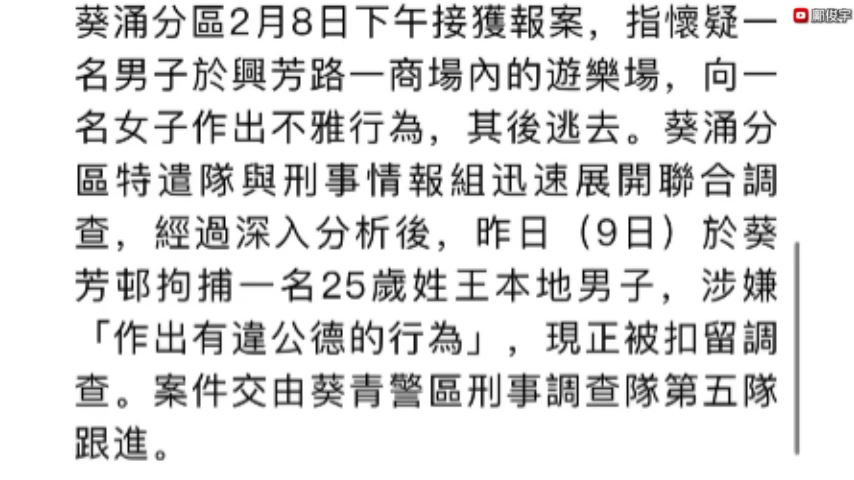 葵涌分區2月8日下午接獲報案，指懷疑一
名男子於興芳路一商場內的遊樂場，向一
名女子作出不雅行為，其後逃去。葵涌分
區特遣隊與刑事情報組迅速展開聯合調
查，經過深入分析後，昨日（9日）於葵
芳邨拘捕一名25歲姓王本地男子，涉嫌
「作出有違公德的行為」，現正被扣留調
查。案件交由葵青警區刑事調查隊第五隊
跟進。
鄺俊宇